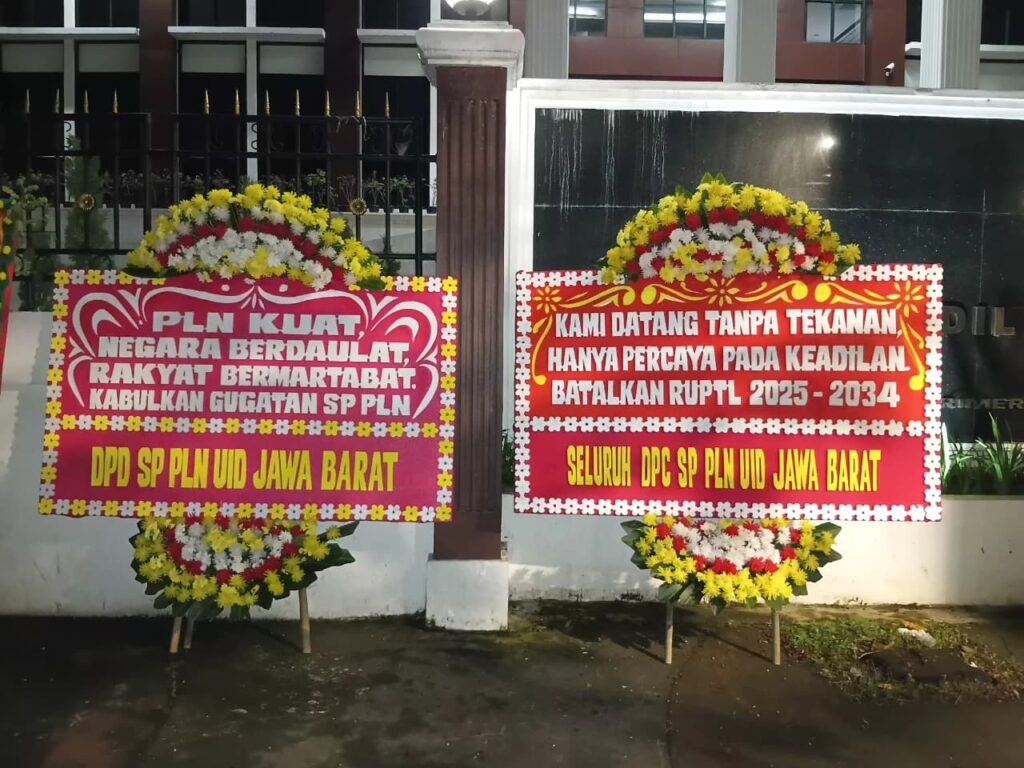 PLN KUAT,
NEGARA BERDAULAT,
RAKYAT BERMARTABAT.
KABULKAN GUGATAN SP PLN
DPD SP PLN UID JAWA BARAT
KAMI DATANG TANPA TEKANAN,
HANYA PERCAYA PADA KEADILAN.
BATALKAN RUPTL 2025 - 2034
SELURUH DPC SP PLN UID JAWA BARAT